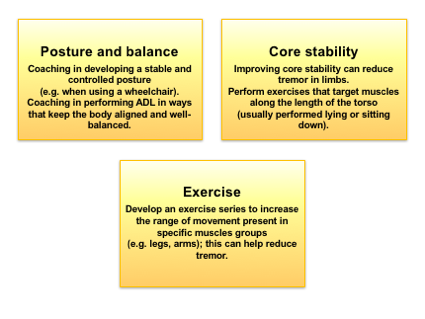 Posture and balance
Coaching in developing a stable and
controlled posture
(e.g. when using a wheelchair).
Coaching in performing ADL in ways
that keep the body aligned and well-
balanced.
Core stability
Improving core stability can reduce
tremor in limbs.
Perform exercises that target muscles
along the length of the torso
(usually performed lying or sitting
down).
Exercise
Develop an exercise series to increase
the range of movement present in
specific muscles groups
(e.g. legs, arms); this can help reduce
tremor.